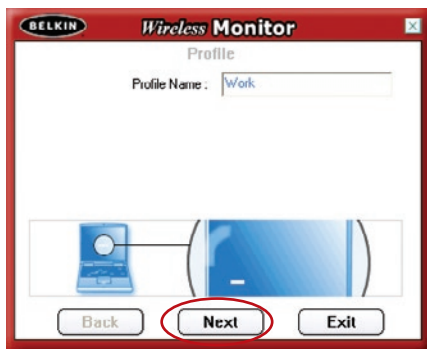 BELKIN Wireless Monitor
Profile
Profile Name : Work
Back Next Exit